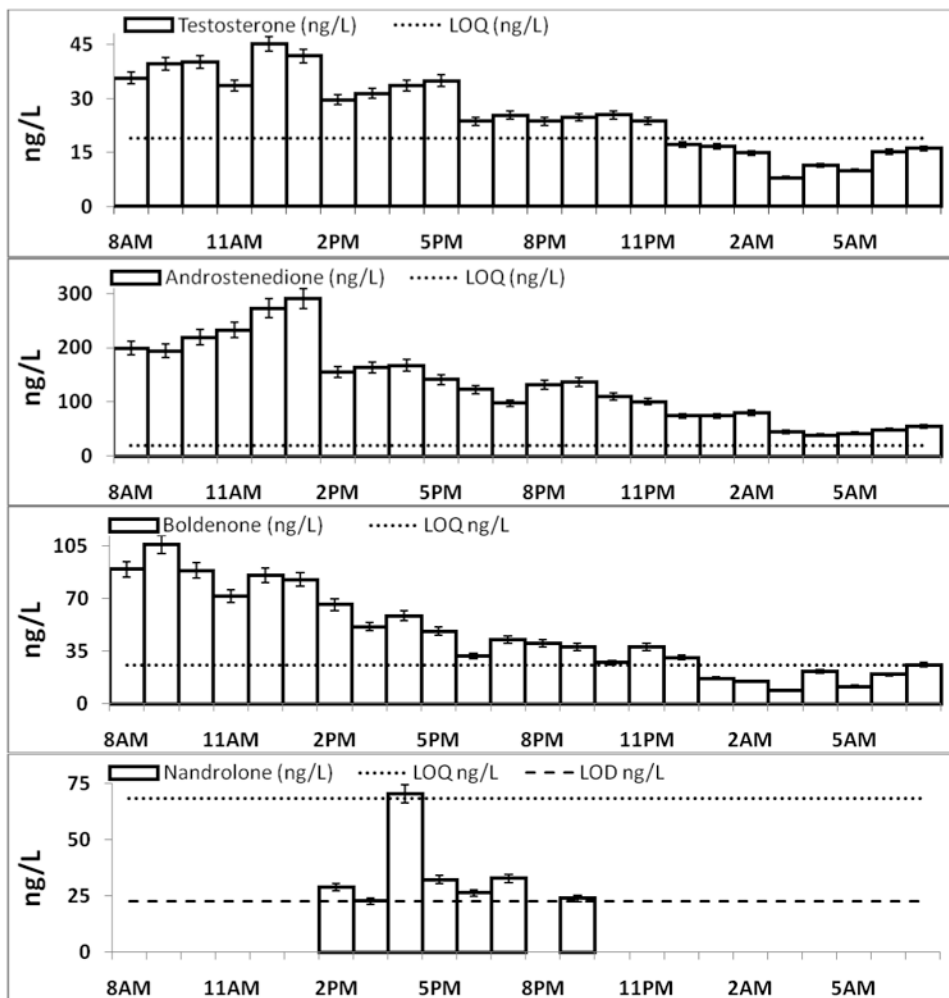 Testosterone (ng/L) LOQ (ng/L)
45
30
15
0
ng/L
8AM 11AM 2PM 5PM 8PM 11PM 2AM 5AM
Androstenedione (ng/L) LOQ (ng/L)
300
200
100
0
ng/L
8AM 11AM 2PM 5PM 8PM 11PM 2AM 5AM
Boldenone (ng/L) LOQ ng/L
105
70
35
0
ng/L
8AM 11AM 2PM 5PM 8PM 11PM 2AM 5AM
Nandrolone (ng/L) LOQ ng/L LOD ng/L
75
50
25
0
ng/L
8AM 11AM 2PM 5PM 8PM 11PM 2AM 5AM